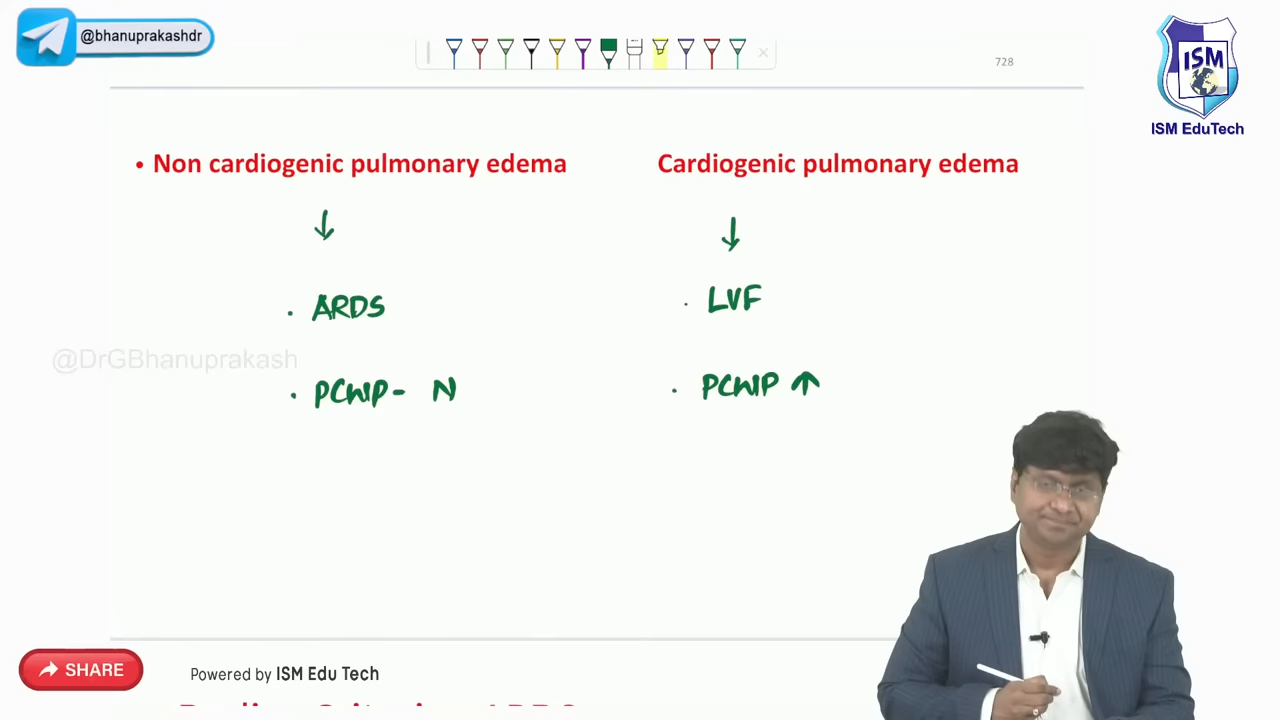 @bhanuprakashdr
728
ISM
ISM EduTech
• Non cardiogenic pulmonary edema
Cardiogenic pulmonary edema
↓
↓
. ARDS
. LVF
@DrGBhanuprakash
. PCWP - N
. PCWP ↑
SHARE
Powered by ISM Edu Tech